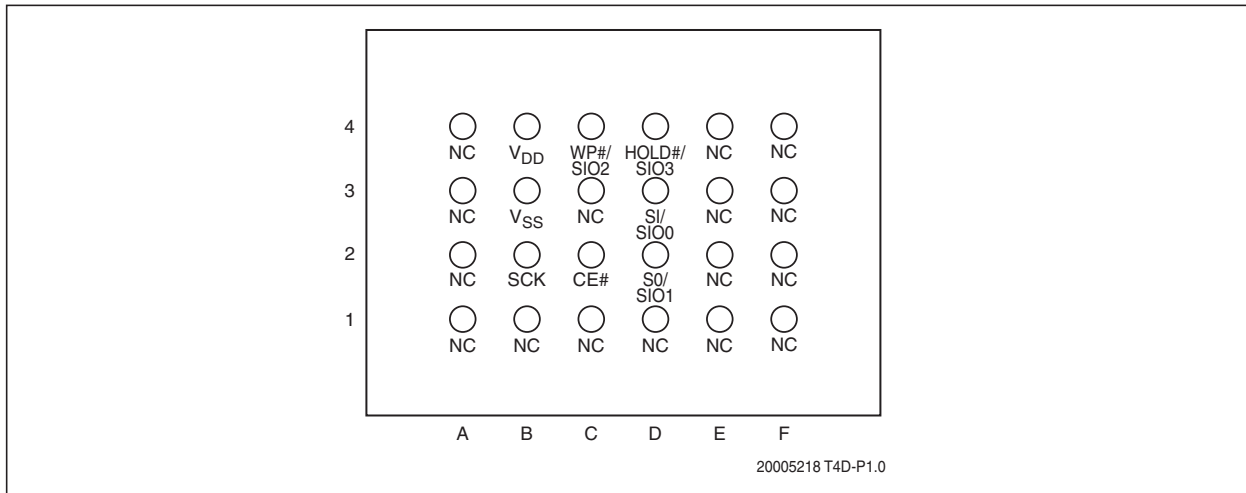 4
NC VDD WP#/ HOLD#/ NC NC
SIO2 SIO3
3
NC VSS NC SI/ NC NC
SIO0
2
NC SCK CE# S0/ NC NC
SIO1
1
NC NC NC NC NC NC
A B C D E F
20005218 T4D-P1.0